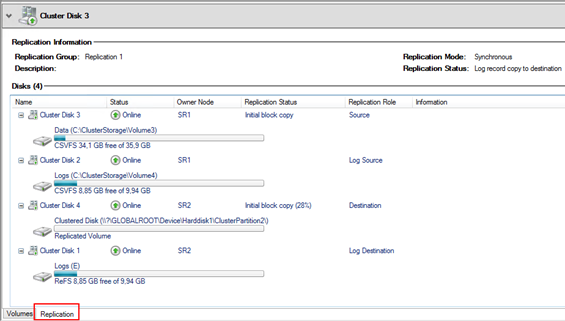 Cluster Disk 3
Replication Information
Replication Group: Replication 1 Replication Mode: Synchronous
Description: Replication Status: Log record copy to destination
Disks (4)
Name Status Owner Node Replication Status Replication Role Information
Cluster Disk 3 Online SR1 Initial block copy Source
Data (C:\ClusterStorage\Volume3)
CSVFS 34,1 GB free of 35,9 GB
Cluster Disk 2 Online SR1 Log Source
Logs (C:\ClusterStorage\Volume4)
CSVFS 8,85 GB free of 9,94 GB
Cluster Disk 4 Online SR2 Initial block copy (28%) Destination
Clustered Disk (\\?\GLOBALROOT\Device\Harddisk1\ClusterPartition2\)
Replicated Volume
Cluster Disk 1 Online SR2 Log Destination
Logs (E)
ReFS 8,85 GB free of 9,94 GB
Volumes Replication